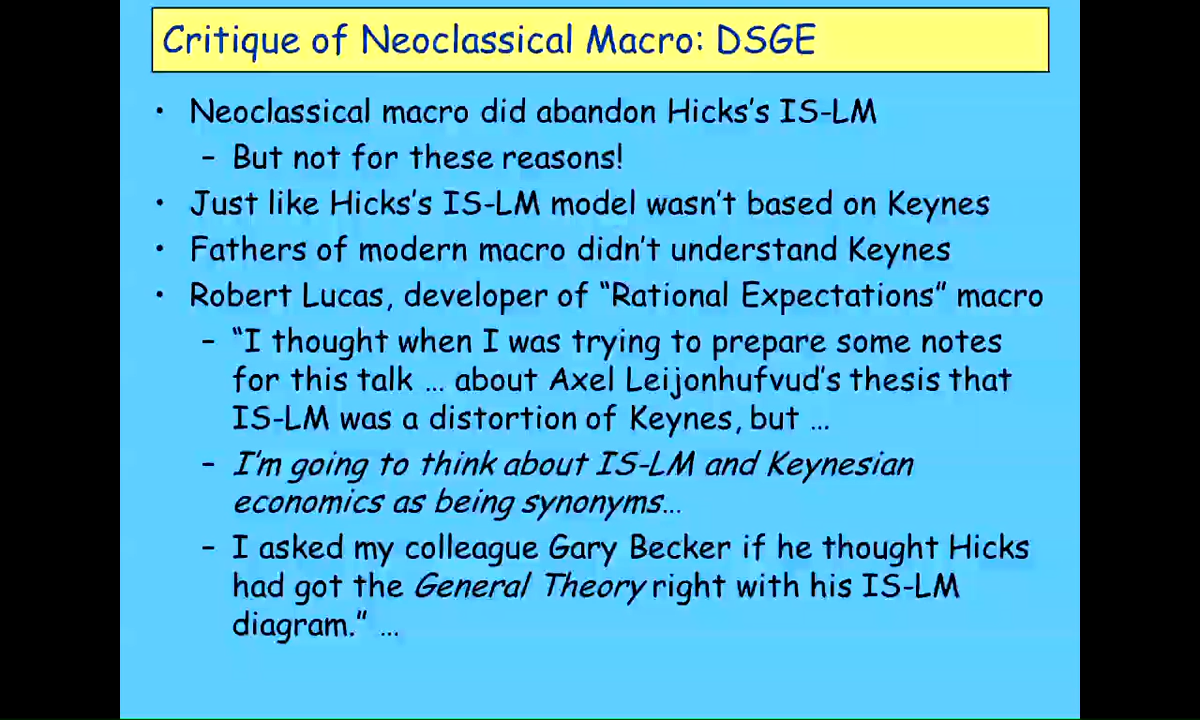 Critique of Neoclassical Macro: DSGE
• Neoclassical macro did abandon Hicks's IS-LM
– But not for these reasons!
• Just like Hicks's IS-LM model wasn't based on Keynes
• Fathers of modern macro didn't understand Keynes
• Robert Lucas, developer of “Rational Expectations” macro
– “I thought when I was trying to prepare some notes
for this talk … about Axel Leijonhufvud's thesis that
IS-LM was a distortion of Keynes, but …
– I'm going to think about IS-LM and Keynesian
economics as being synonyms…
– I asked my colleague Gary Becker if he thought Hicks
had got the General Theory right with his IS-LM
diagram.” …